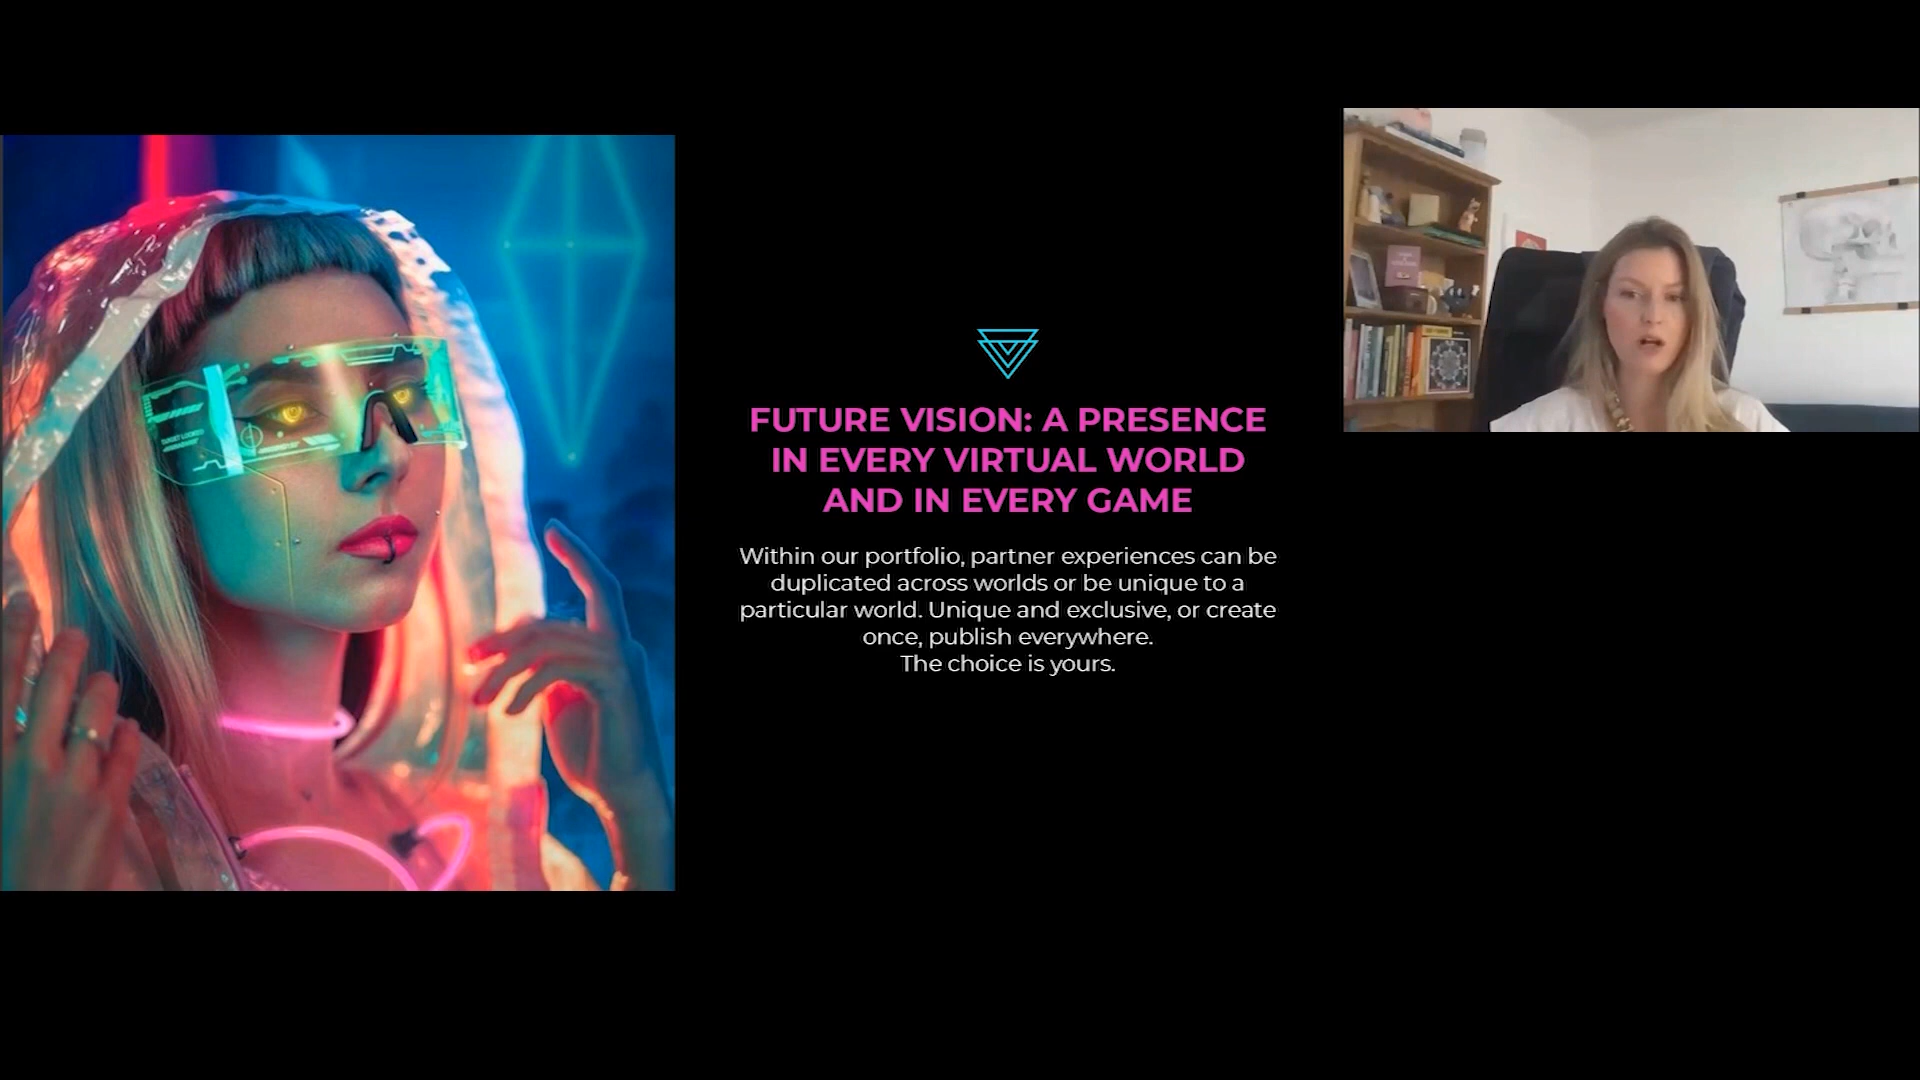 FUTURE VISION: A PRESENCE
IN EVERY VIRTUAL WORLD
AND IN EVERY GAME
Within our portfolio, partner experiences can be
duplicated across worlds or be unique to a
particular world. Unique and exclusive, or create
once, publish everywhere.
The choice is yours.